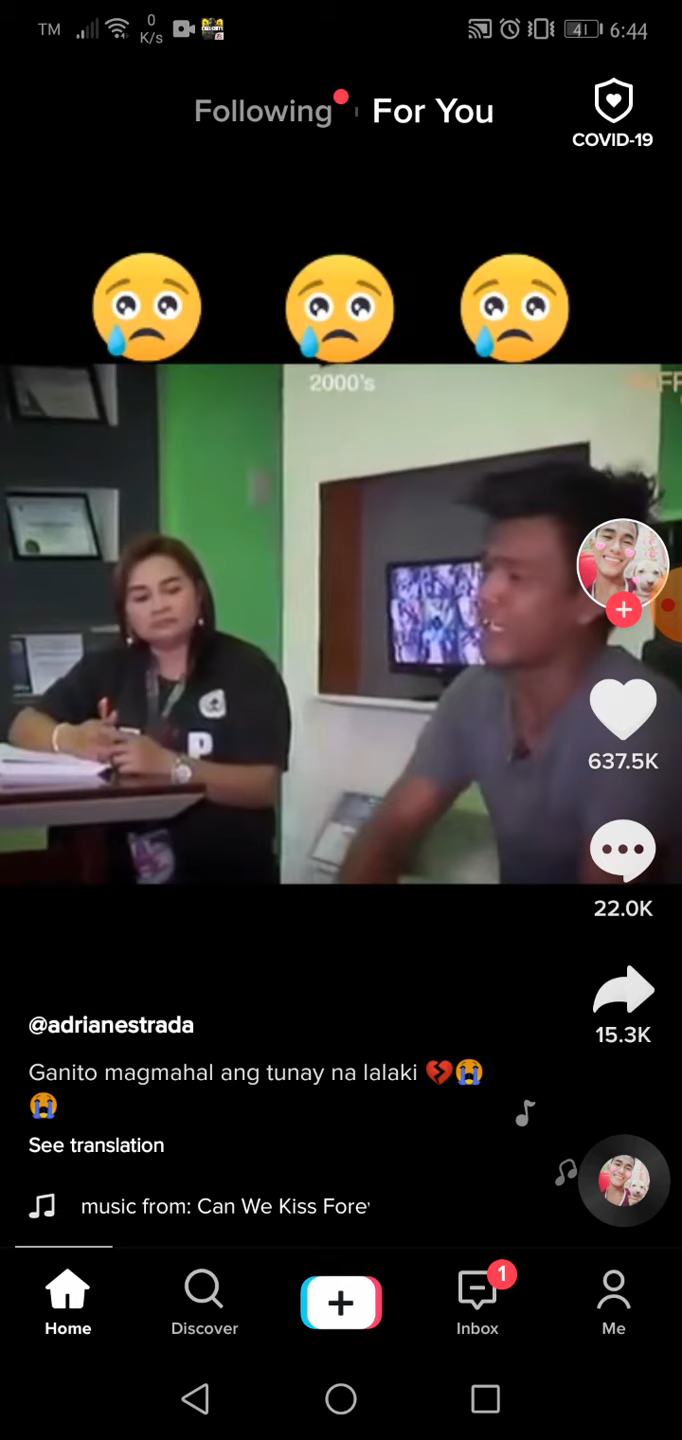 TM
0
K/s
41
6:44
Following
For You
COVID-19
2000's
637.5K
22.0K
15.3K
@adrianestrada
Ganito magmahal ang tunay na lalaki 💔😭
😭
See translation
music from: Can We Kiss Fore
Home
Discover
1
Inbox
Me